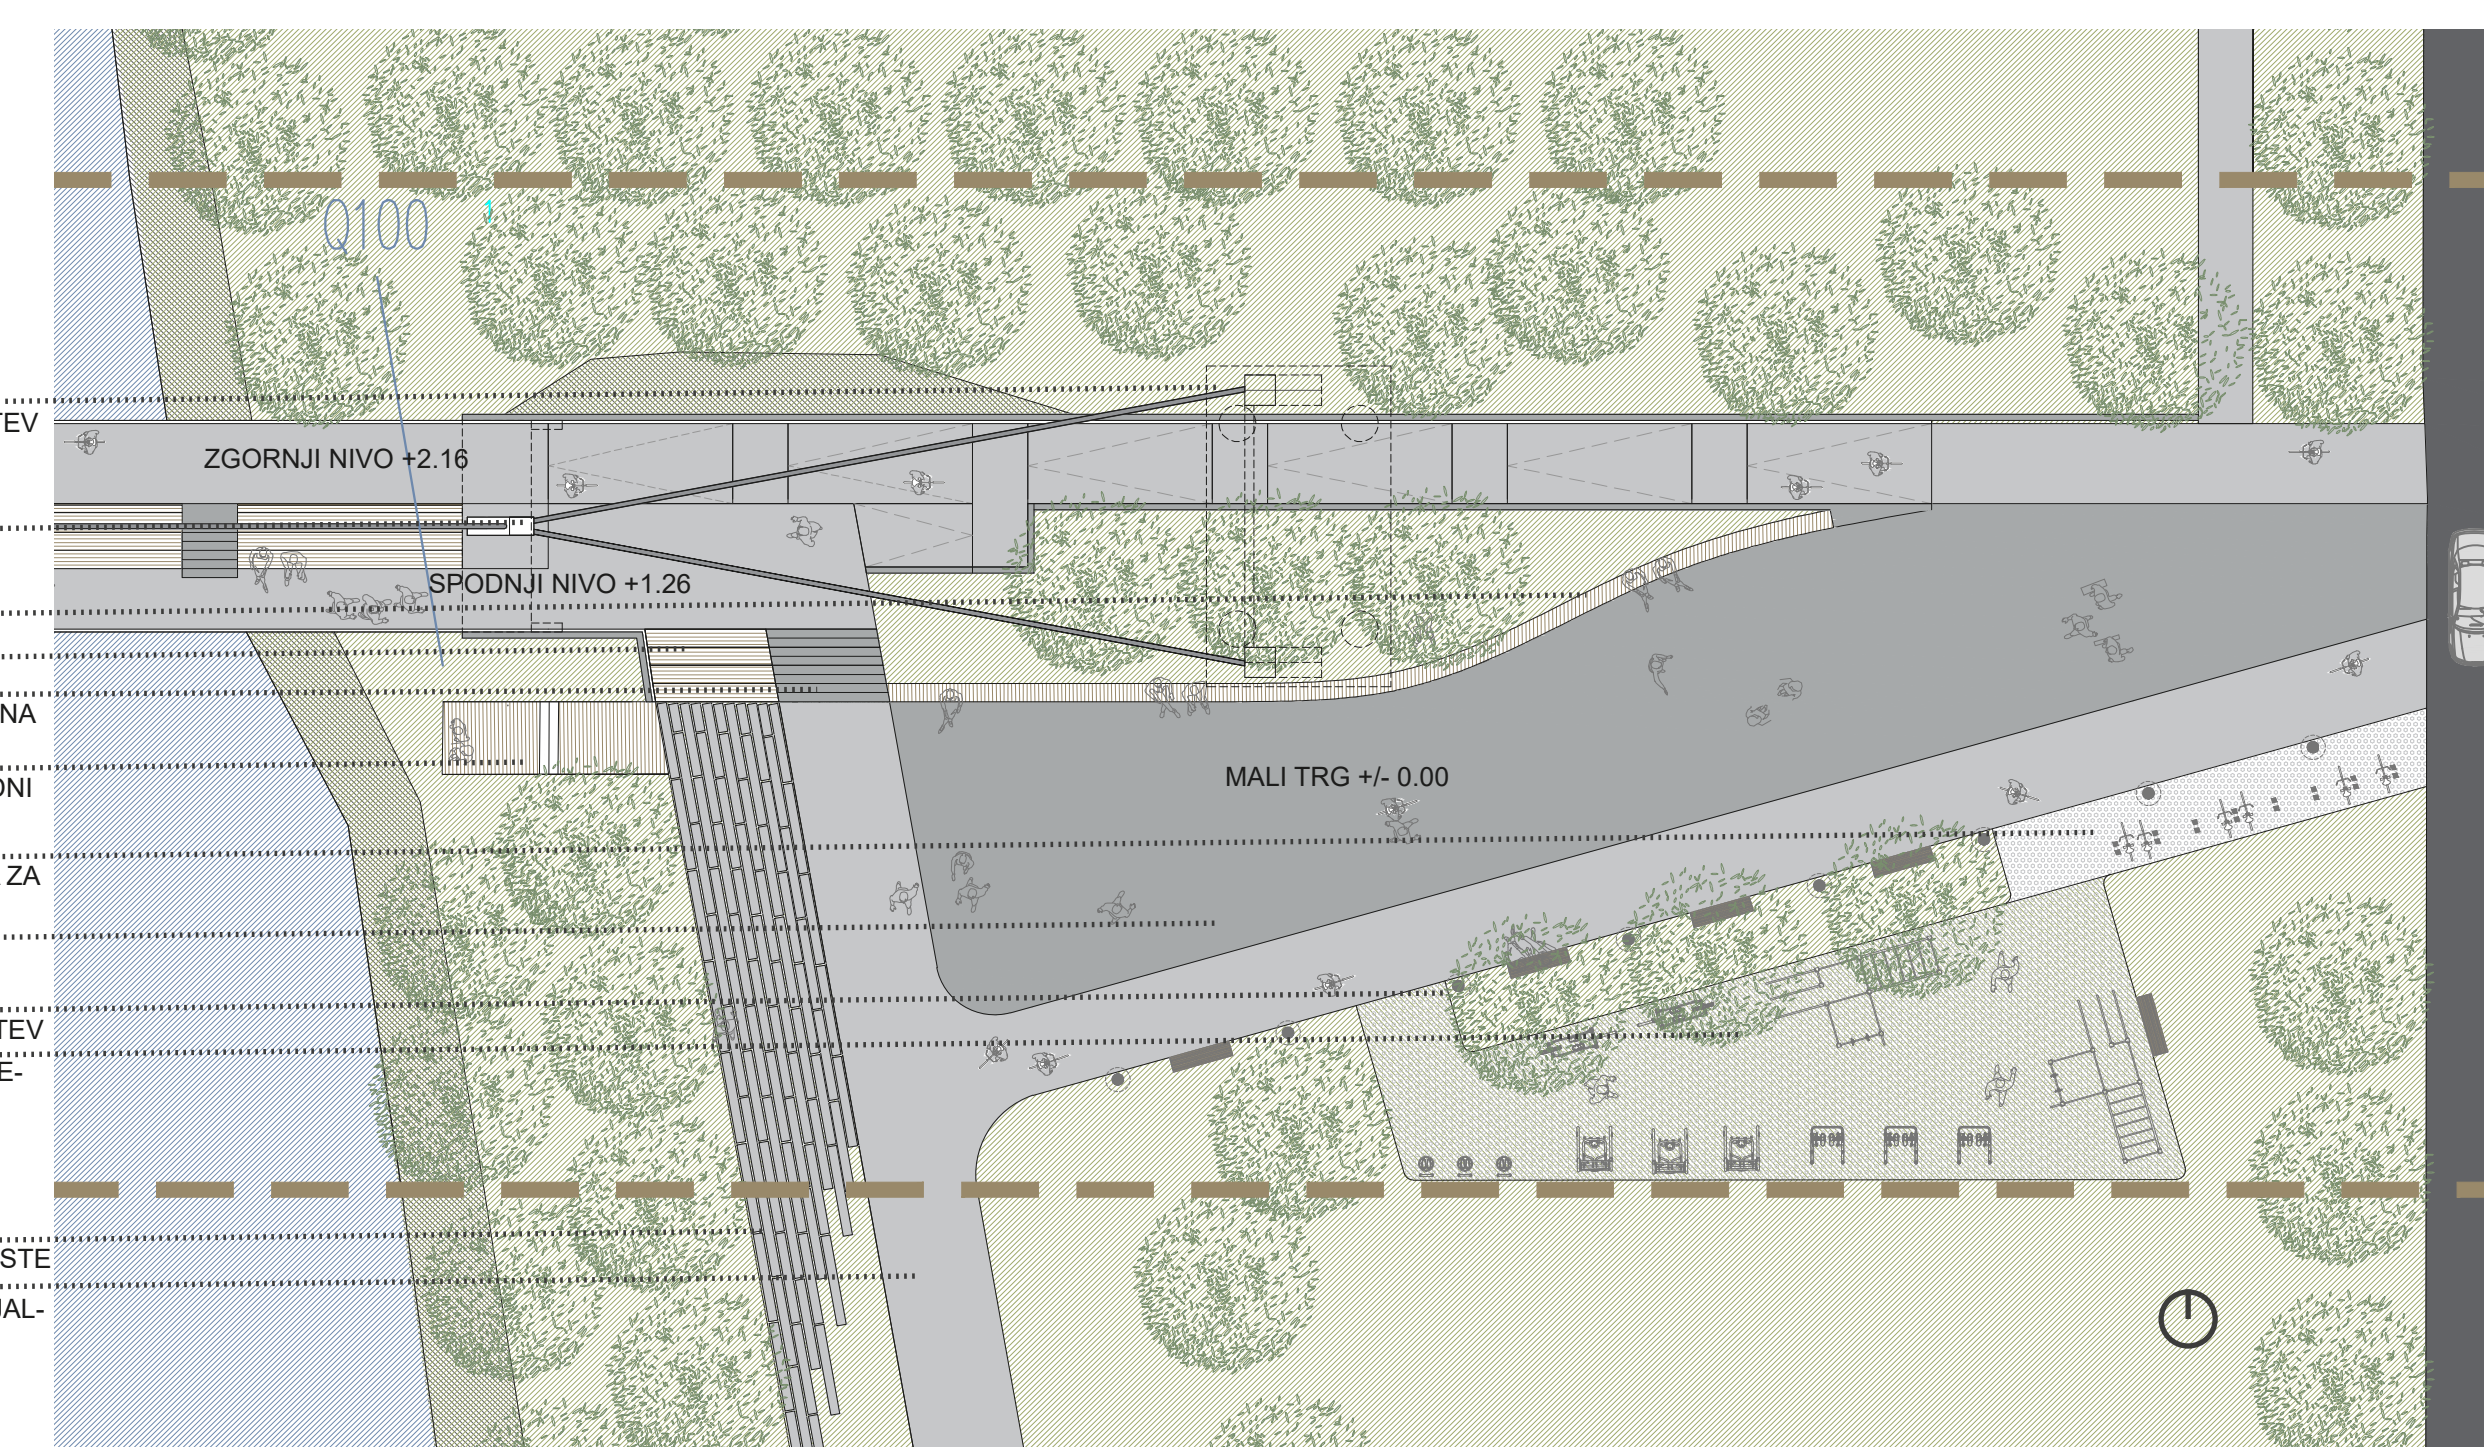 Q100
1
TEV
ZGORNJI NIVO +2.16
SPODNJI NIVO +1.26
NA
MALI TRG +/- 0.00
ZA
TEV
E-
STE
JAL-